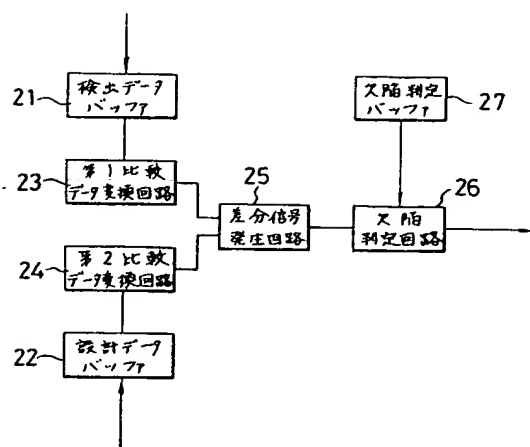 21
検出データ
バッファ
欠陥判定
バッファ
27
23
第1比較
データ変換回路
25
差分信号
発生回路
26
欠陥
判定回路
24
第2比較
データ変換回路
22
設計データ
バッファ